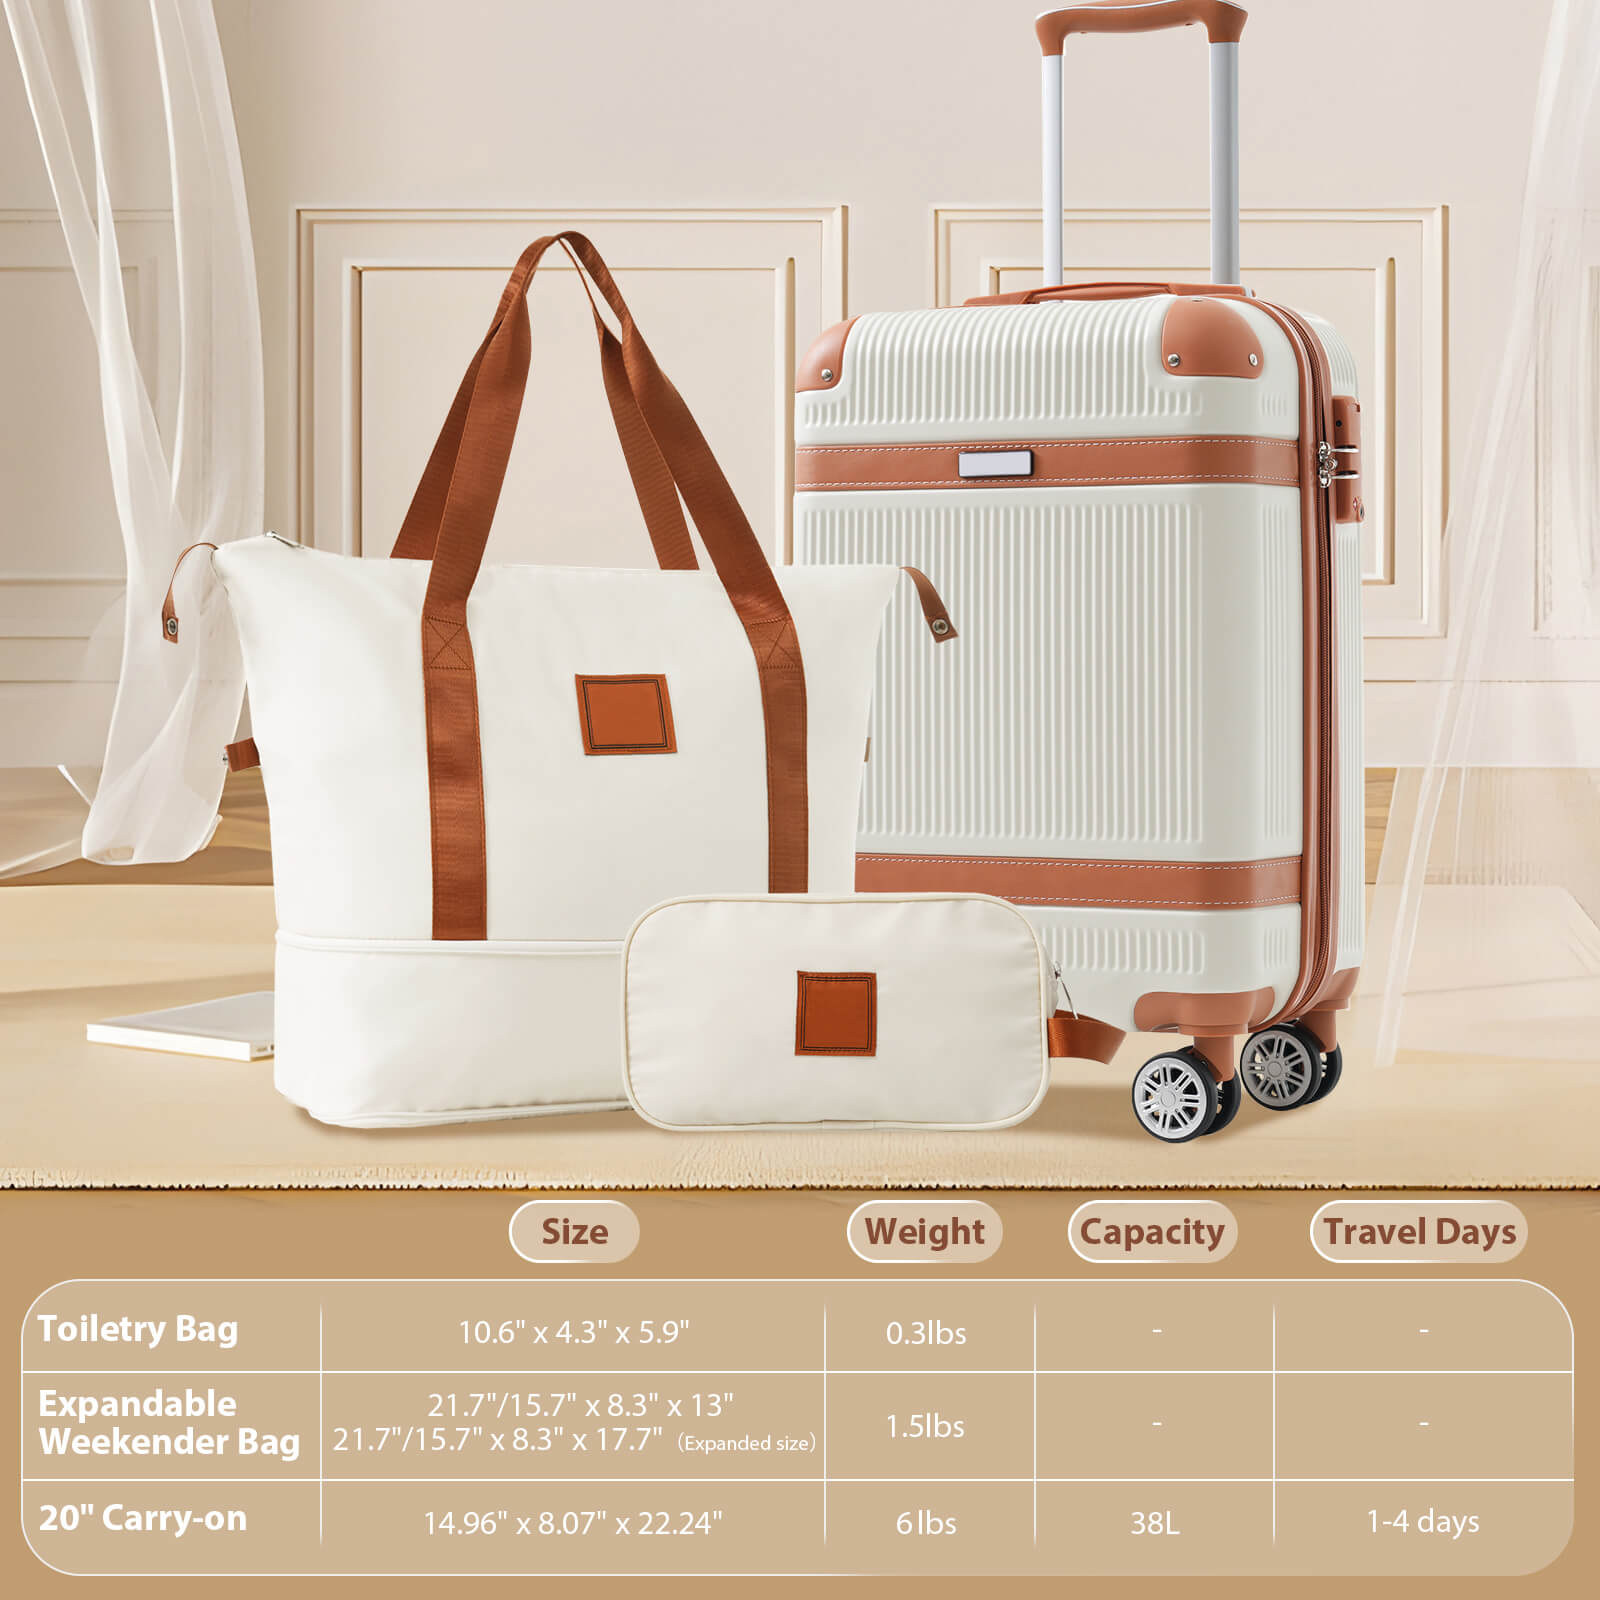 Size Weight Capacity Travel Days
Toiletry Bag 10.6" x 4.3" x 5.9" 0.3lbs - -
Expandable
Weekender Bag
21.7"/15.7" x 8.3" x 13"
21.7"/15.7" x 8.3" x 17.7" (Expanded size)
1.5lbs - -
20" Carry-on 14.96" x 8.07" x 22.24" 6lbs 38L 1-4 days